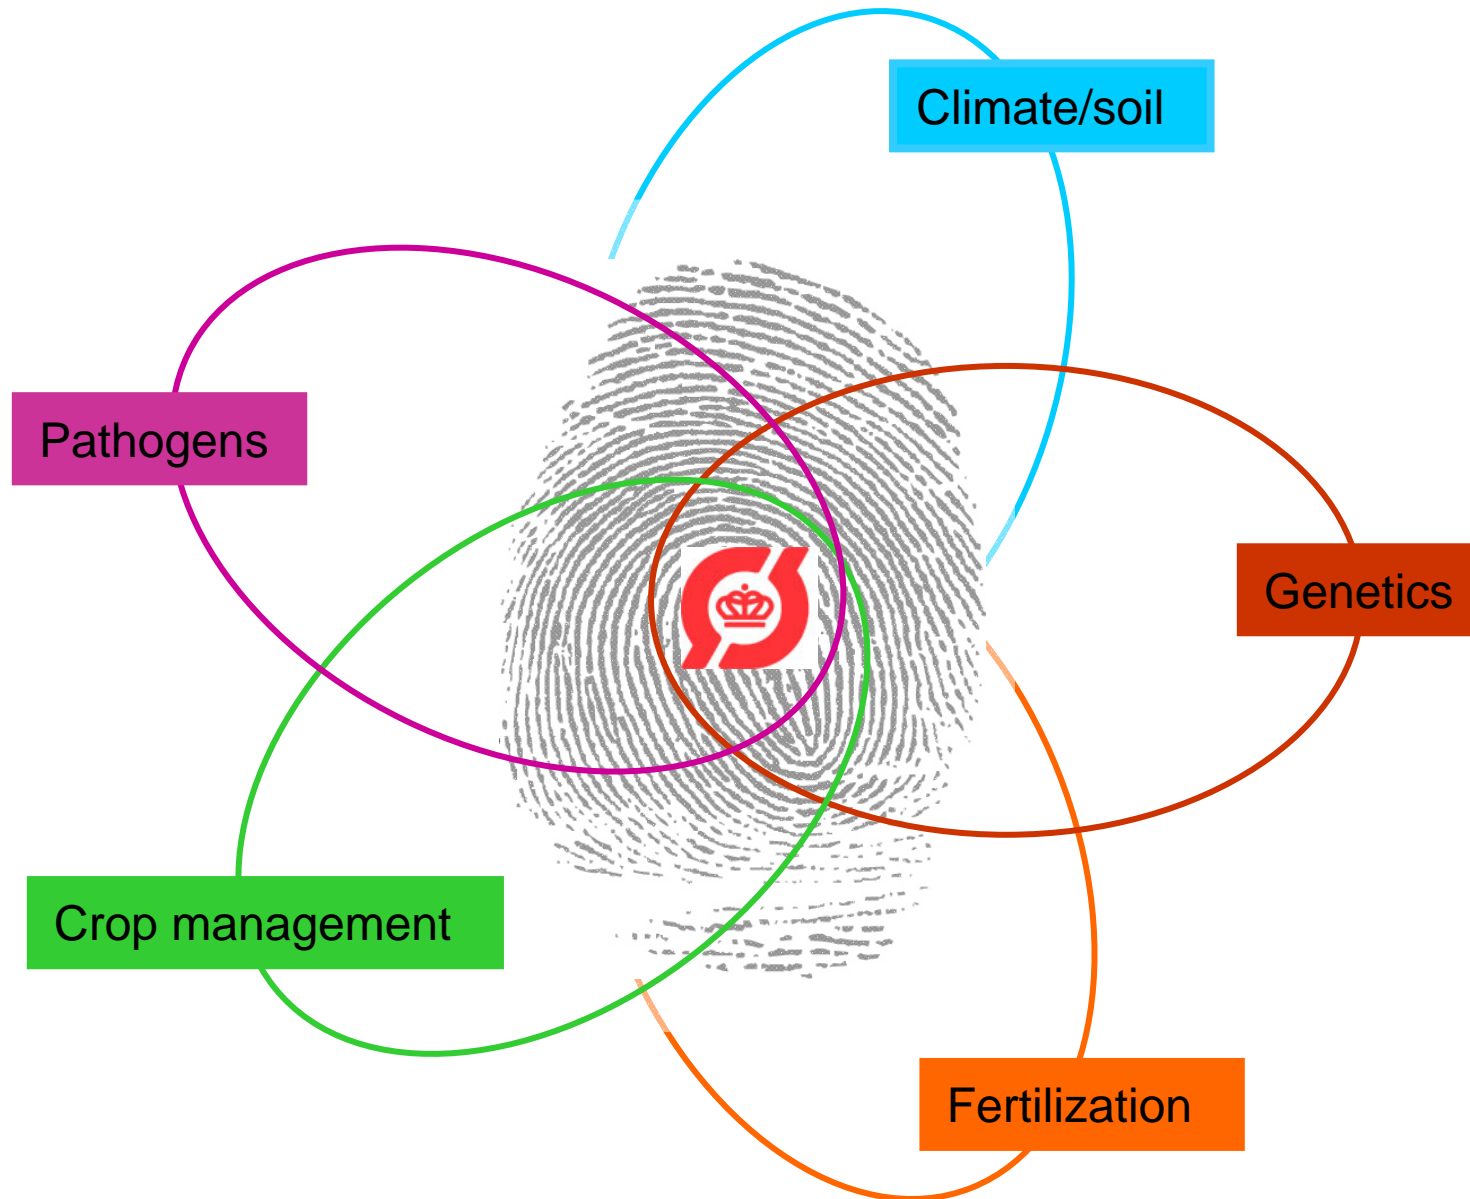 Climate/soil
Pathogens
Genetics
Crop management
Fertilization